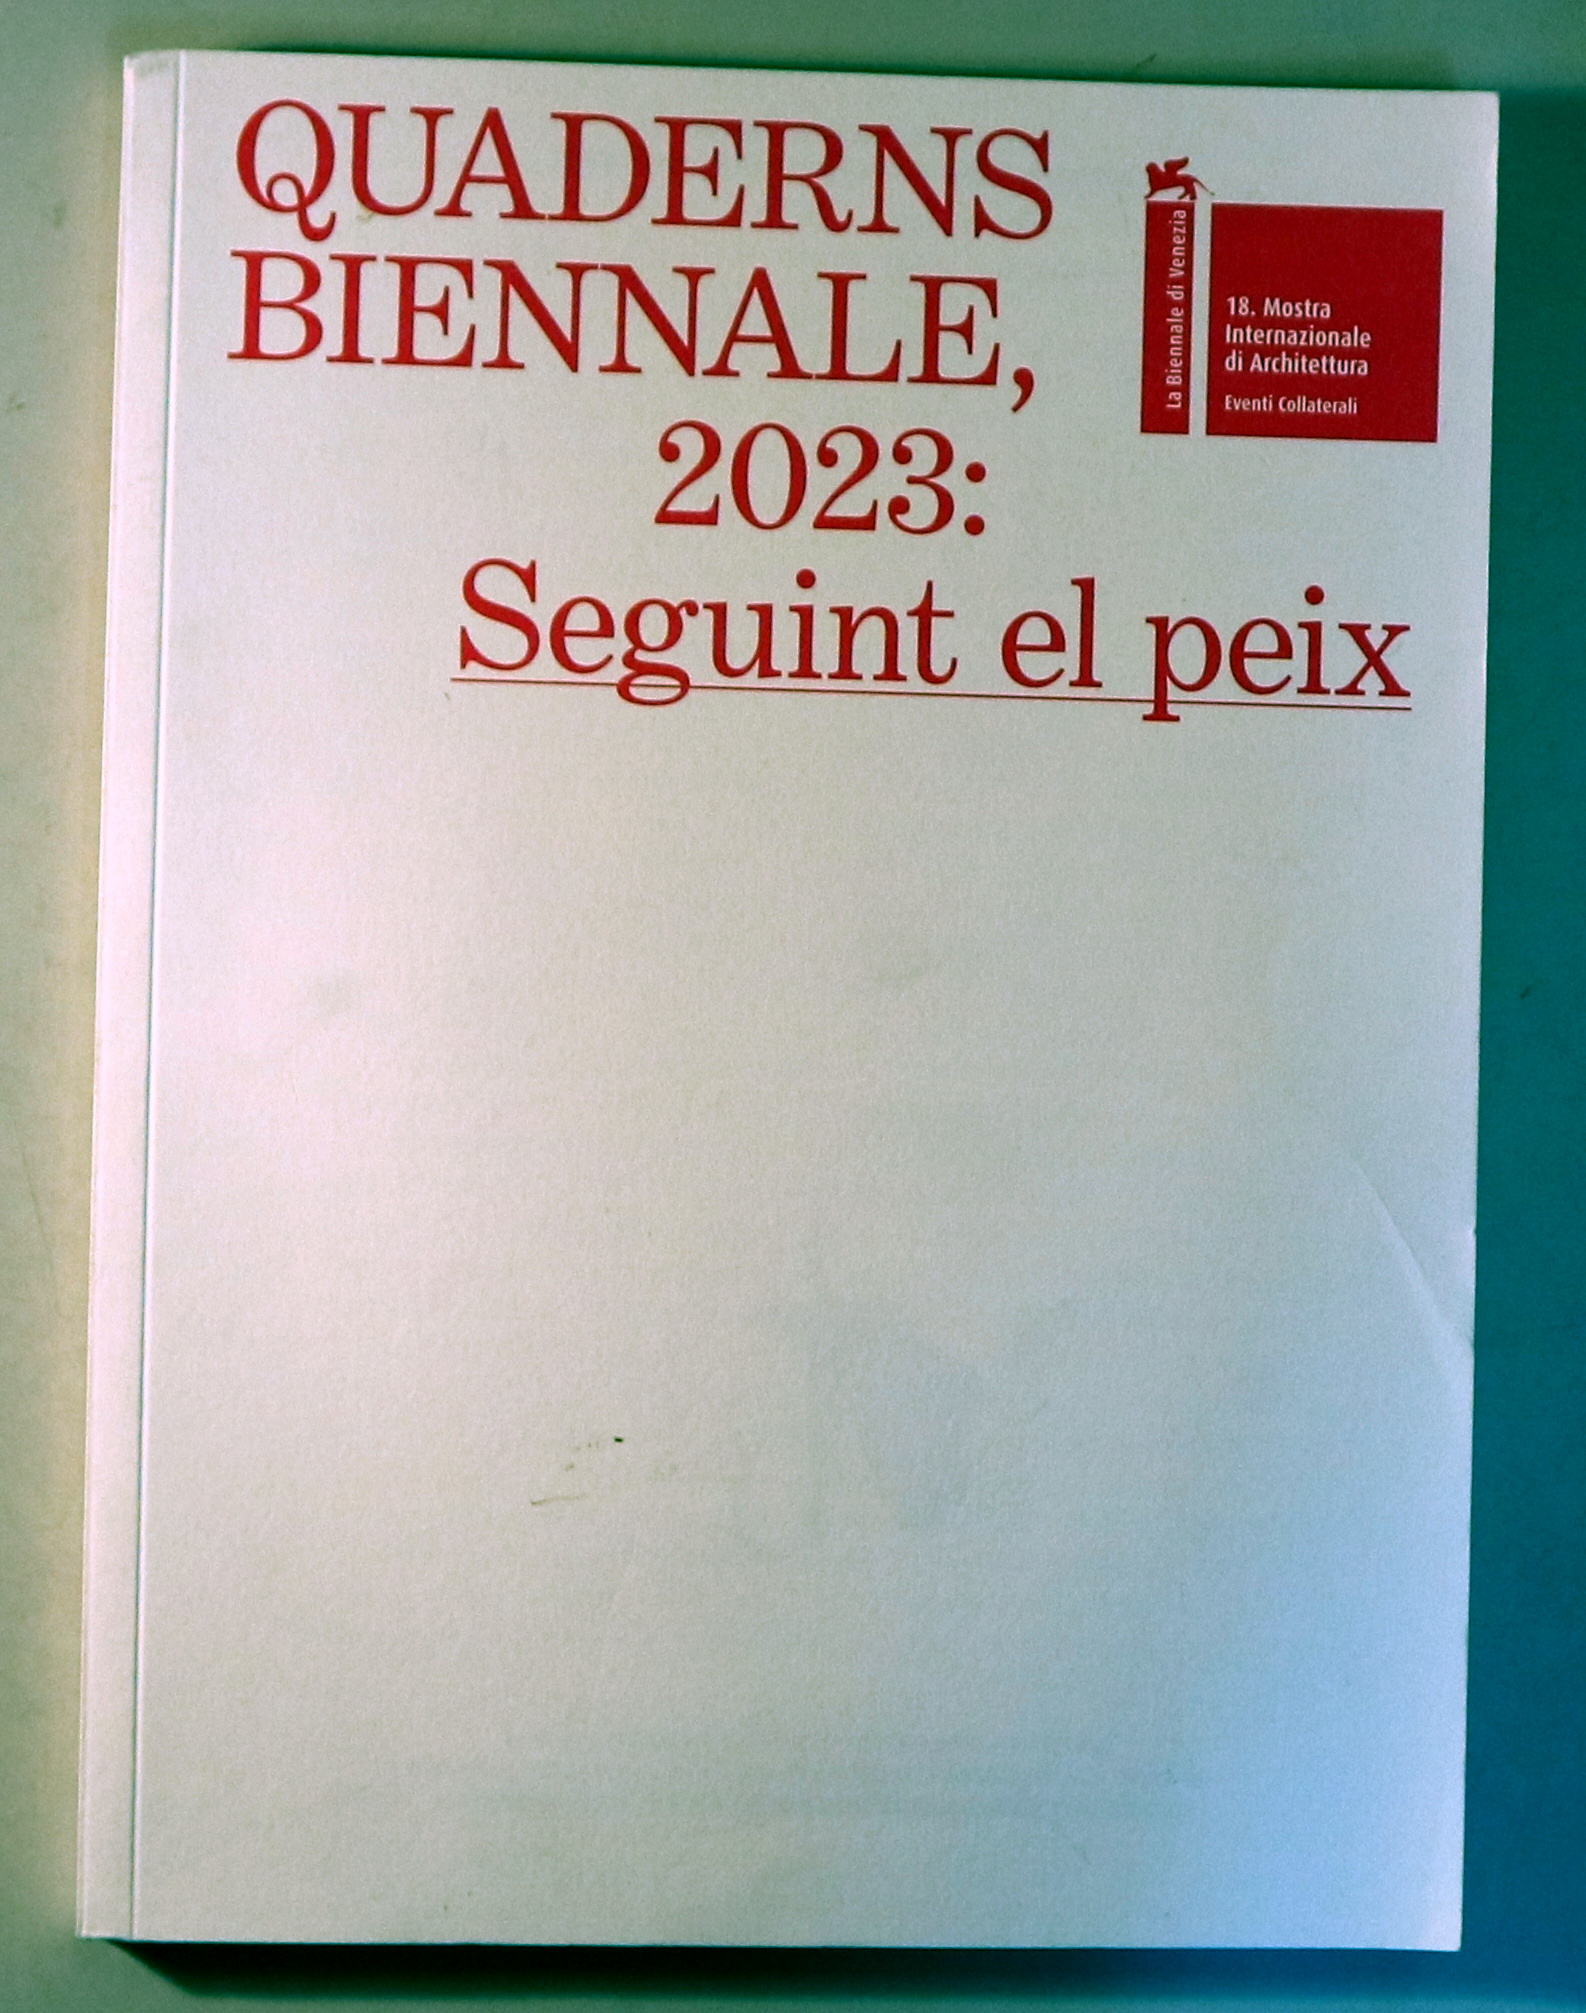 QUADERNS
BIENNALE,
2023:
Seguint el peix
La Biennale di Venezia
18. Mostra
Internazionale
di Architettura
Eventi Collaterali